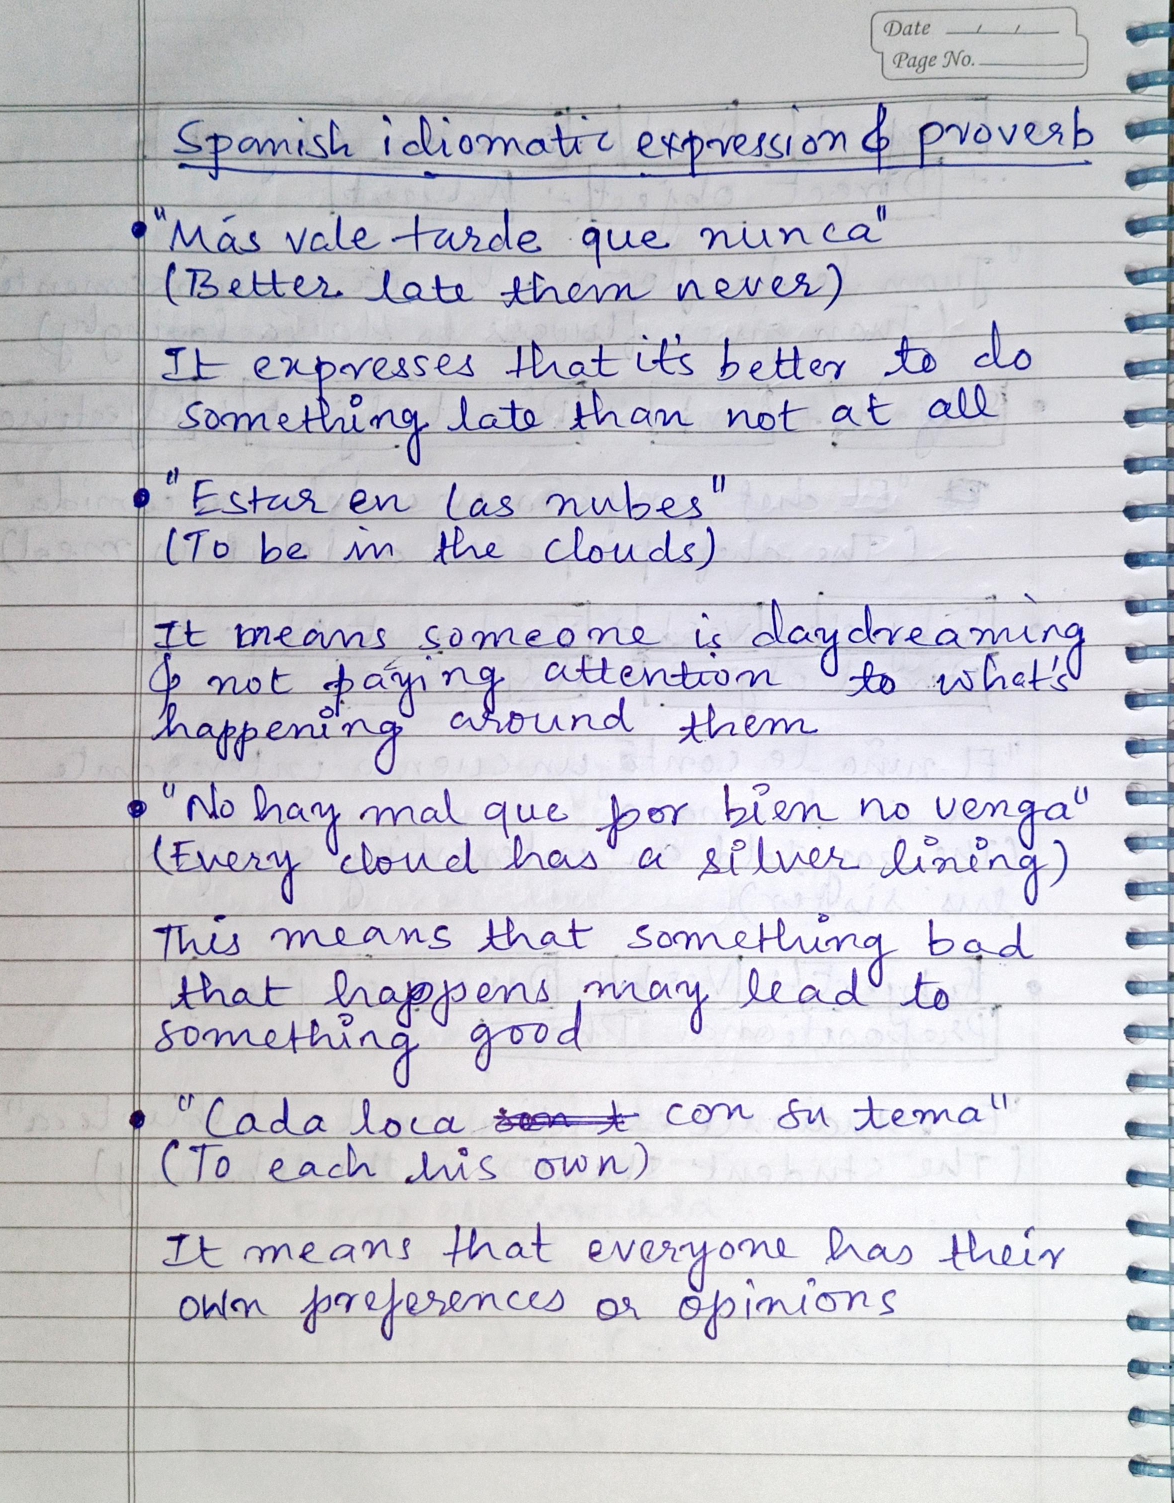 Date / /
Page No.
Spanish idiomatic expression & proverb
"Más vale tarde que nunca"
(Better late them never)
It expresses that it's better to do
something late than not at all
"Estar en las nubes"
(To be in the clouds)
It means someone is daydreaming
& not paying attention to what's
happening around them
"No hay mal que por bien no venga"
(Every cloud has a silver lining)
This means that something bad
that happens may lead to
something good
"Cada loca con su tema"
(To each his own)
It means that everyone has their
own preferences or opinions